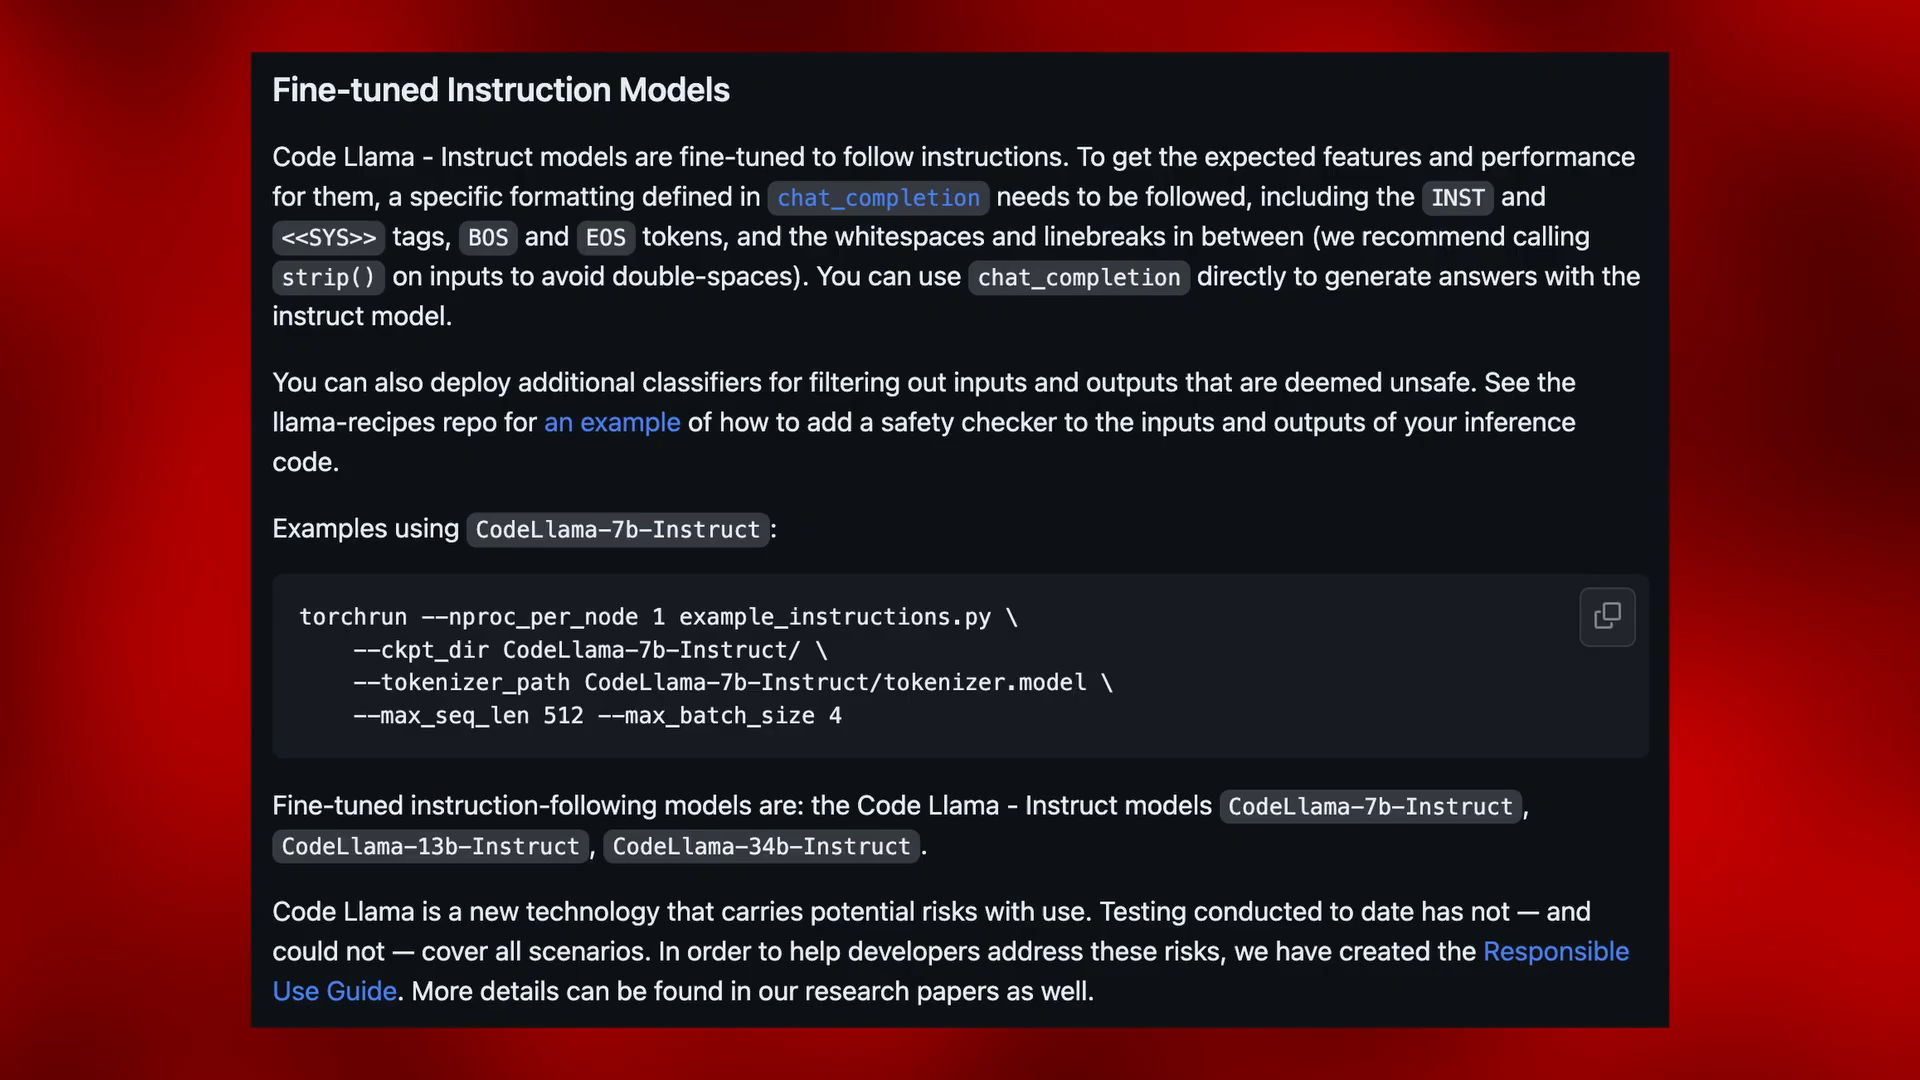 Fine-tuned Instruction Models
Code Llama - Instruct models are fine-tuned to follow instructions. To get the expected features and performance
for them, a specific formatting defined in chat_completion needs to be followed, including the INST and
<<SYS>> tags, BOS and EOS tokens, and the whitespaces and linebreaks in between (we recommend calling
strip() on inputs to avoid double-spaces). You can use chat_completion directly to generate answers with the
instruct model.
You can also deploy additional classifiers for filtering out inputs and outputs that are deemed unsafe. See the
llama-recipes repo for an example of how to add a safety checker to the inputs and outputs of your inference
code.
Examples using CodeLlama-7b-Instruct:
torchrun --nproc_per_node 1 example_instructions.py \
    --ckpt_dir CodeLlama-7b-Instruct/ \
    --tokenizer_path CodeLlama-7b-Instruct/tokenizer.model \
    --max_seq_len 512 --max_batch_size 4
Fine-tuned instruction-following models are: the Code Llama - Instruct models CodeLlama-7b-Instruct,
CodeLlama-13b-Instruct, CodeLlama-34b-Instruct.
Code Llama is a new technology that carries potential risks with use. Testing conducted to date has not — and
could not — cover all scenarios. In order to help developers address these risks, we have created the Responsible
Use Guide. More details can be found in our research papers as well.